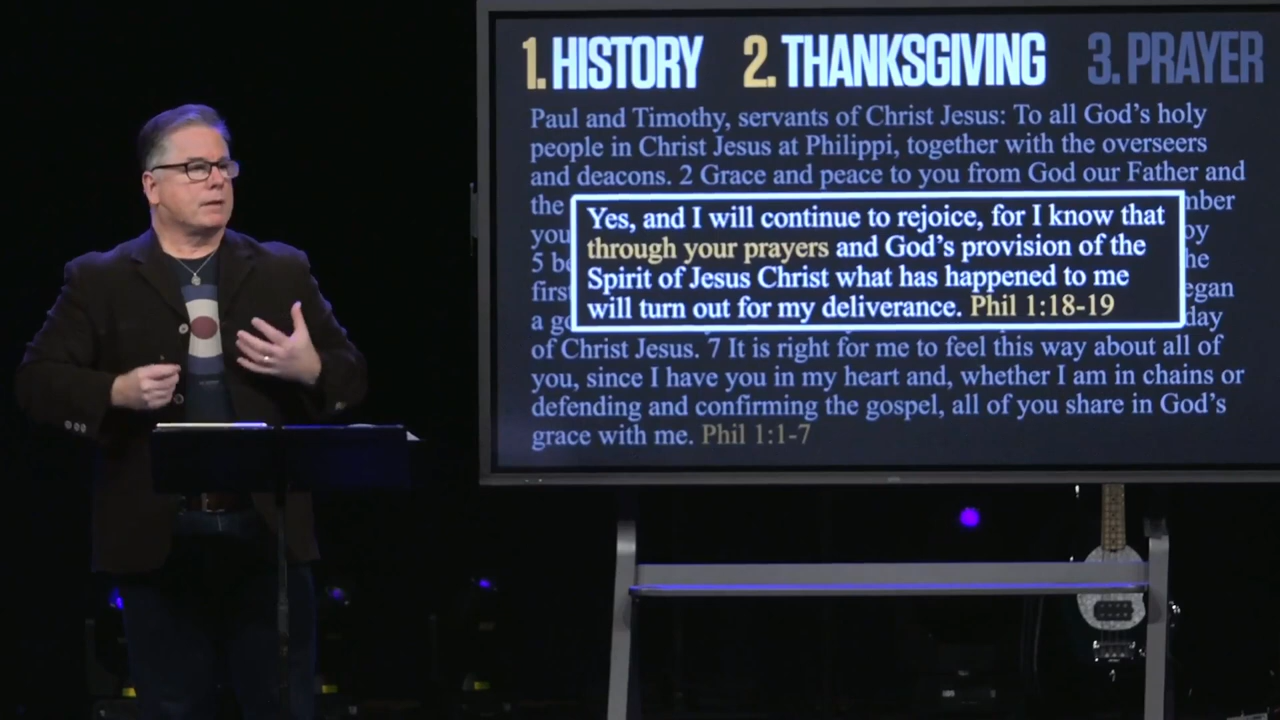 1. HISTORY 2. THANKSGIVING 3. PRAYER
Paul and Timothy, servants of Christ Jesus: To all God's holy
people in Christ Jesus at Philippi, together with the overseers
and deacons. 2 Grace and peace to you from God our Father and
the
Yes, and I will continue to rejoice, for I know that
through your prayers and God's provision of the
Spirit of Jesus Christ what has happened to me
will turn out for my deliverance. Phil 1:18-19
of Christ Jesus. 7 It is right for me to feel this way about all of
you, since I have you in my heart and, whether I am in chains or
defending and confirming the gospel, all of you share in God's
grace with me. Phil 1:1-7